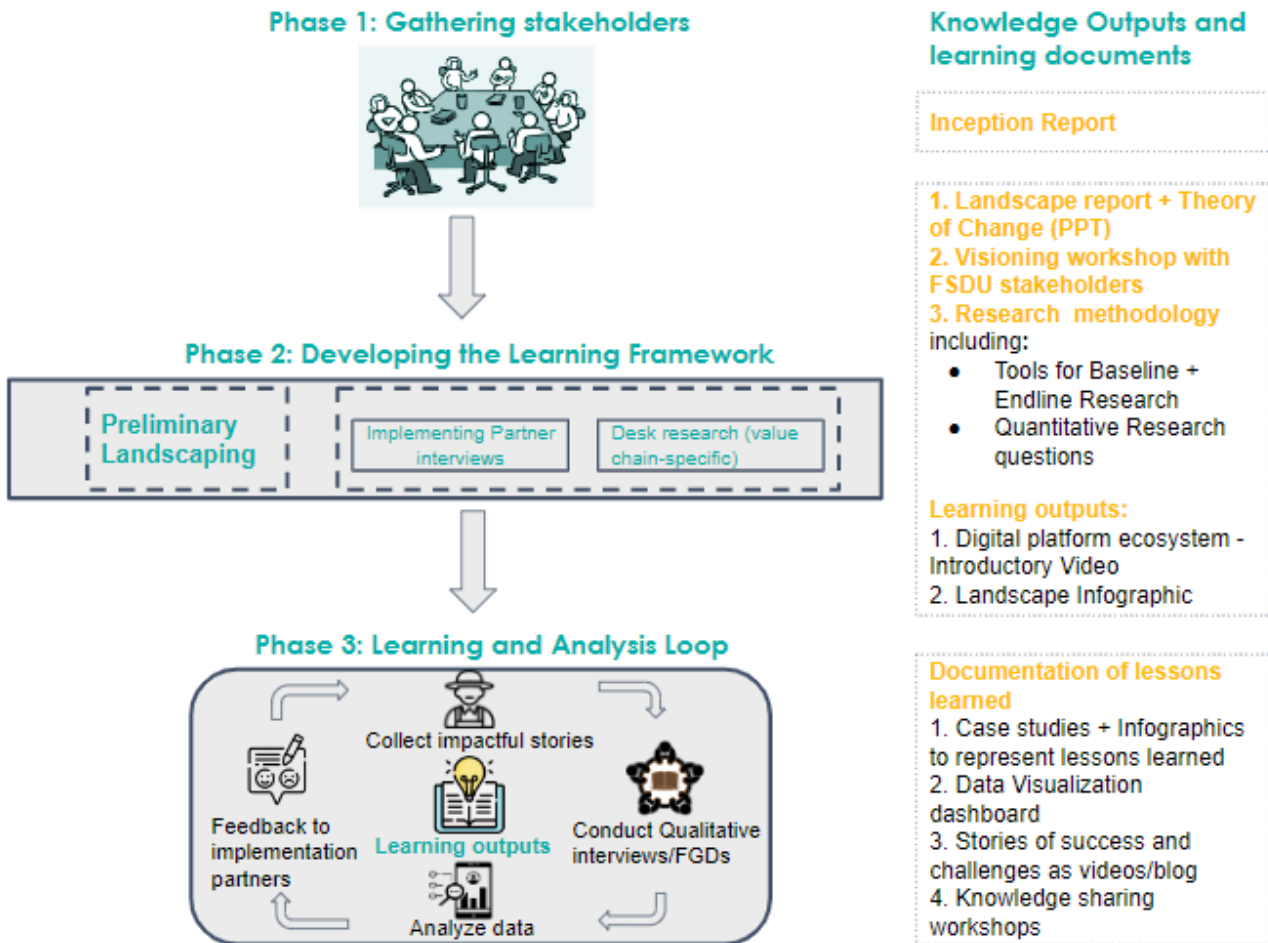 Phase 1: Gathering stakeholders
Phase 2: Developing the Learning Framework
Preliminary
Landscaping
Implementing Partner
interviews
Desk research (value
chain-specific)
Phase 3: Learning and Analysis Loop
Collect impactful stories
Conduct Qualitative
interviews/FGDs
Analyze data
Feedback to
implementation
partners
Learning outputs
Knowledge Outputs and
learning documents
Inception Report
1. Landscape report + Theory
of Change (PPT)
2. Visioning workshop with
FSDU stakeholders
3. Research methodology
including:
● Tools for Baseline +
Endline Research
● Quantitative Research
questions
Learning outputs:
1. Digital platform ecosystem -
Introductory Video
2. Landscape Infographic
Documentation of lessons
learned
1. Case studies + Infographics
to represent lessons learned
2. Data Visualization
dashboard
3. Stories of success and
challenges as videos/blog
4. Knowledge sharing
workshops